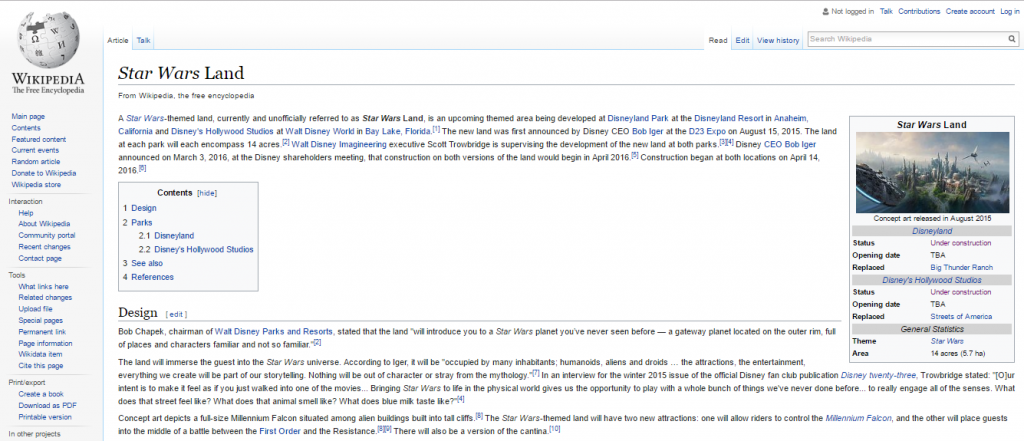 Not logged in Talk Contributions Create account Log in
Article Talk
Read Edit View history Search Wikipedia
WIKIPEDIA
The Free Encyclopedia
Main page
Contents
Featured content
Current events
Random article
Donate to Wikipedia
Wikipedia store
Interaction
Help
About Wikipedia
Community portal
Recent changes
Contact page
Tools
What links here
Related changes
Upload file
Special pages
Permanent link
Page information
Wikidata item
Cite this page
Print/export
Create a book
Download as PDF
Printable version
In other projects
Star Wars Land
From Wikipedia, the free encyclopedia
A Star Wars-themed land, currently and unofficially referred to as Star Wars Land, is an upcoming themed area being developed at Disneyland Park at the Disneyland Resort in Anaheim,
California and Disney's Hollywood Studios at Walt Disney World in Bay Lake, Florida.[1] The new land was first announced by Disney CEO Bob Iger at the D23 Expo on August 15, 2015. The land
at each park will each encompass 14 acres.[2] Walt Disney Imagineering executive Scott Trowbridge is supervising the development of the new land at both parks.[3][4] Disney CEO Bob Iger
announced on March 3, 2016, at the Disney shareholders meeting, that construction on both versions of the land would begin in April 2016.[5] Construction began at both locations on April 14,
2016.[6]
Contents [hide]
1 Design
2 Parks
2.1 Disneyland
2.2 Disney's Hollywood Studios
3 See also
4 References
Design [ edit ]
Bob Chapek, chairman of Walt Disney Parks and Resorts, stated that the land "will introduce you to a Star Wars planet you've never seen before — a gateway planet located on the outer rim, full
of places and characters familiar and not so familiar."[2]
The land will immerse the guest into the Star Wars universe. According to Iger, it will be "occupied by many inhabitants; humanoids, aliens and droids … the attractions, the entertainment,
everything we create will be part of our storytelling. Nothing will be out of character or stray from the mythology."[7] In an interview for the winter 2015 issue of the official Disney fan club publication Disney twenty-three, Trowbridge stated: "[O]ur
intent is to make it feel as if you just walked into one of the movies... Bringing Star Wars to life in the physical world gives us the opportunity to play with a whole bunch of things we've never done before... to really engage all of the senses. What
does that street feel like? What does that animal smell like? What does blue milk taste like?"[4]
Concept art depicts a full-size Millennium Falcon situated among alien buildings built into tall cliffs.[8] The Star Wars-themed land will have two new attractions: one will allow riders to control the Millennium Falcon, and the other will place guests
into the middle of a battle between the First Order and the Resistance.[8][9] There will also be a version of the cantina.[10]
Star Wars Land
Concept art released in August 2015
Disneyland
Status Under construction
Opening date TBA
Replaced Big Thunder Ranch
Disney's Hollywood Studios
Status Under construction
Opening date TBA
Replaced Streets of America
General Statistics
Theme Star Wars
Area 14 acres (5.7 ha)